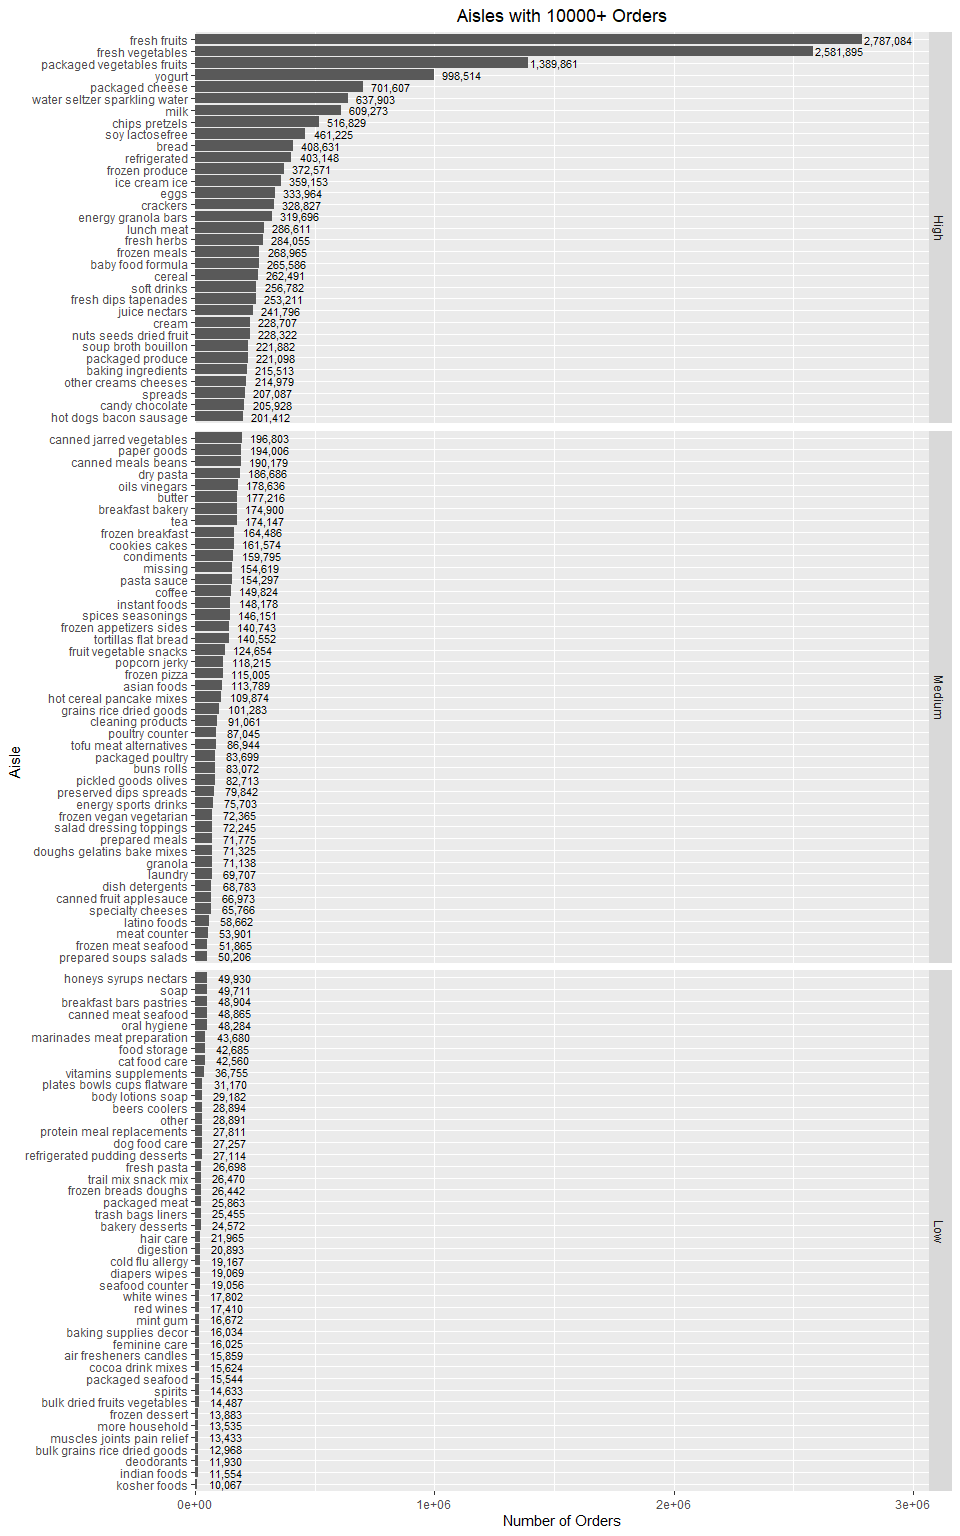 Aisles with 10000+ Orders
fresh fruits 2,787,084
fresh vegetables 2,581,895
packaged vegetables fruits 1,389,861
yogurt 998,514
packaged cheese 701,607
water seltzer sparkling water 637,903
milk 609,273
chips pretzels 516,829
soy lactosefree 461,225
bread 408,631
refrigerated 403,148
frozen produce 372,571
ice cream ice 359,153
eggs 333,964
crackers 328,827
energy granola bars 319,696
lunch meat 286,611
fresh herbs 284,055
frozen meals 268,965
baby food formula 265,586
cereal 262,491
soft drinks 256,782
fresh dips tapenades 253,211
juice nectars 241,796
cream 228,707
nuts seeds dried fruit 228,322
soup broth bouillon 221,882
packaged produce 221,098
baking ingredients 215,513
other creams cheeses 214,979
spreads 207,087
candy chocolate 205,928
hot dogs bacon sausage 201,412
High
canned jarred vegetables 196,803
paper goods 194,006
canned meals beans 190,179
dry pasta 186,686
oils vinegars 178,636
butter 177,216
breakfast bakery 174,900
tea 174,147
frozen breakfast 164,486
cookies cakes 161,574
condiments 159,795
missing 154,619
pasta sauce 154,297
coffee 149,824
instant foods 148,178
spices seasonings 146,151
frozen appetizers sides 140,743
tortillas flat bread 140,552
fruit vegetable snacks 124,654
popcorn jerky 118,215
frozen pizza 115,005
asian foods 113,789
hot cereal pancake mixes 109,874
grains rice dried goods 101,283
cleaning products 91,061
poultry counter 87,045
tofu meat alternatives 86,944
packaged poultry 83,699
buns rolls 83,072
pickled goods olives 82,713
preserved dips spreads 79,842
energy sports drinks 75,703
frozen vegan vegetarian 72,365
salad dressing toppings 72,245
prepared meals 71,775
doughs gelatins bake mixes 71,325
granola 71,138
laundry 69,707
dish detergents 68,783
canned fruit applesauce 66,973
specialty cheeses 65,766
latino foods 58,662
meat counter 53,901
frozen meat seafood 51,865
prepared soups salads 50,206
Medium
Aisle
honeys syrups nectars 49,930
soap 49,711
breakfast bars pastries 48,904
canned meat seafood 48,865
oral hygiene 48,284
marinades meat preparation 43,680
food storage 42,685
cat food care 42,560
vitamins supplements 36,755
plates bowls cups flatware 31,170
body lotions soap 29,182
beers coolers 28,894
other 28,891
protein meal replacements 27,811
dog food care 27,257
refrigerated pudding desserts 27,114
fresh pasta 26,698
trail mix snack mix 26,470
frozen breads doughs 26,442
packaged meat 25,863
trash bags liners 25,455
bakery desserts 24,572
hair care 21,965
digestion 20,893
cold flu allergy 19,167
diapers wipes 19,069
seafood counter 19,056
white wines 17,802
red wines 17,410
mint gum 16,672
baking supplies decor 16,034
feminine care 16,025
air fresheners candles 15,859
cocoa drink mixes 15,624
packaged seafood 15,544
spirits 14,633
bulk dried fruits vegetables 14,487
frozen dessert 13,883
more household 13,535
muscles joints pain relief 13,433
bulk grains rice dried goods 12,968
deodorants 11,930
indian foods 11,554
kosher foods 10,067
Low
0e+00 1e+06 2e+06 3e+06
Number of Orders